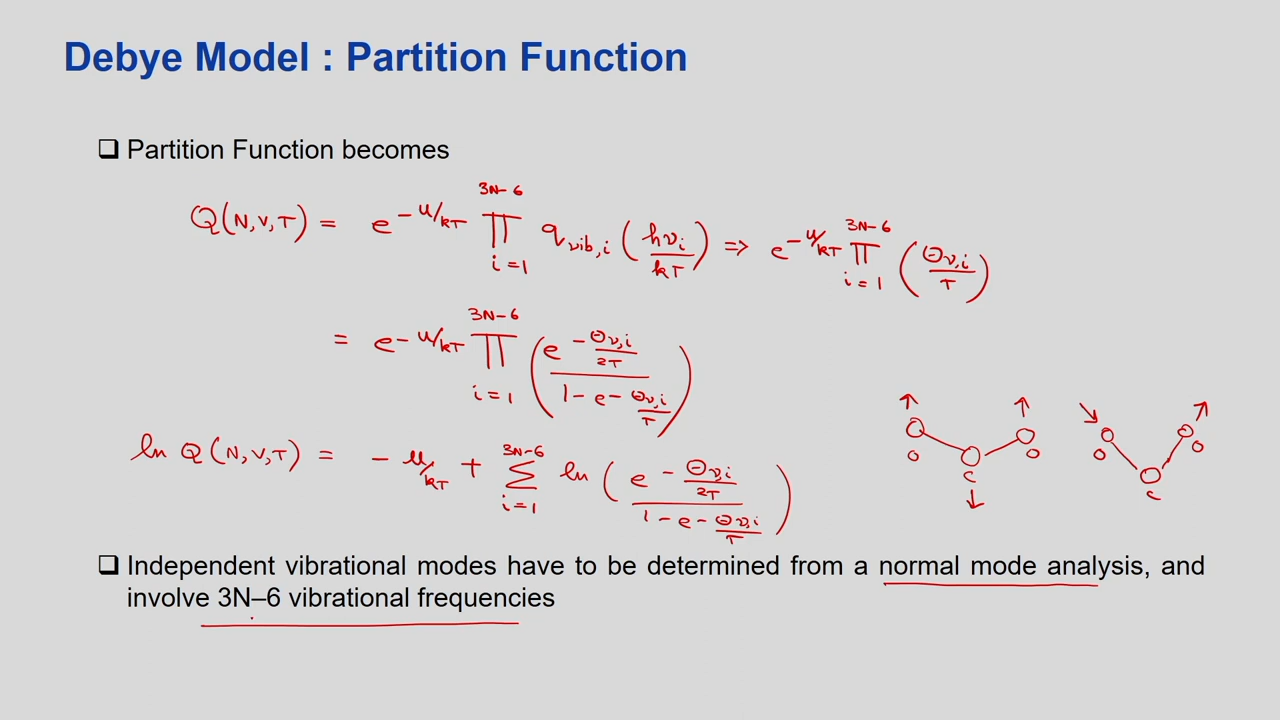 Debye Model : Partition Function
❑ Partition Function becomes
Q(N,V,T) = e^{-U/kT} ∏_{i=1}^{3N-6} q_{vib,i} (hν_i/kT) ⇒ e^{-U/kT} ∏_{i=1}^{3N-6} (Θ_{ν,i}/T)
= e^{-U/kT} ∏_{i=1}^{3N-6} (e^{-Θ_{ν,i}/2T} / 1 - e^{-Θ_{ν,i}/T})
ln Q(N,V,T) = -U/kT + ∑_{i=1}^{3N-6} ln (e^{-Θ_{ν,i}/2T} / 1 - e^{-Θ_{ν,i}/T})
O C O
O C O
❑ Independent vibrational modes have to be determined from a normal mode analysis, and
involve 3N–6 vibrational frequencies